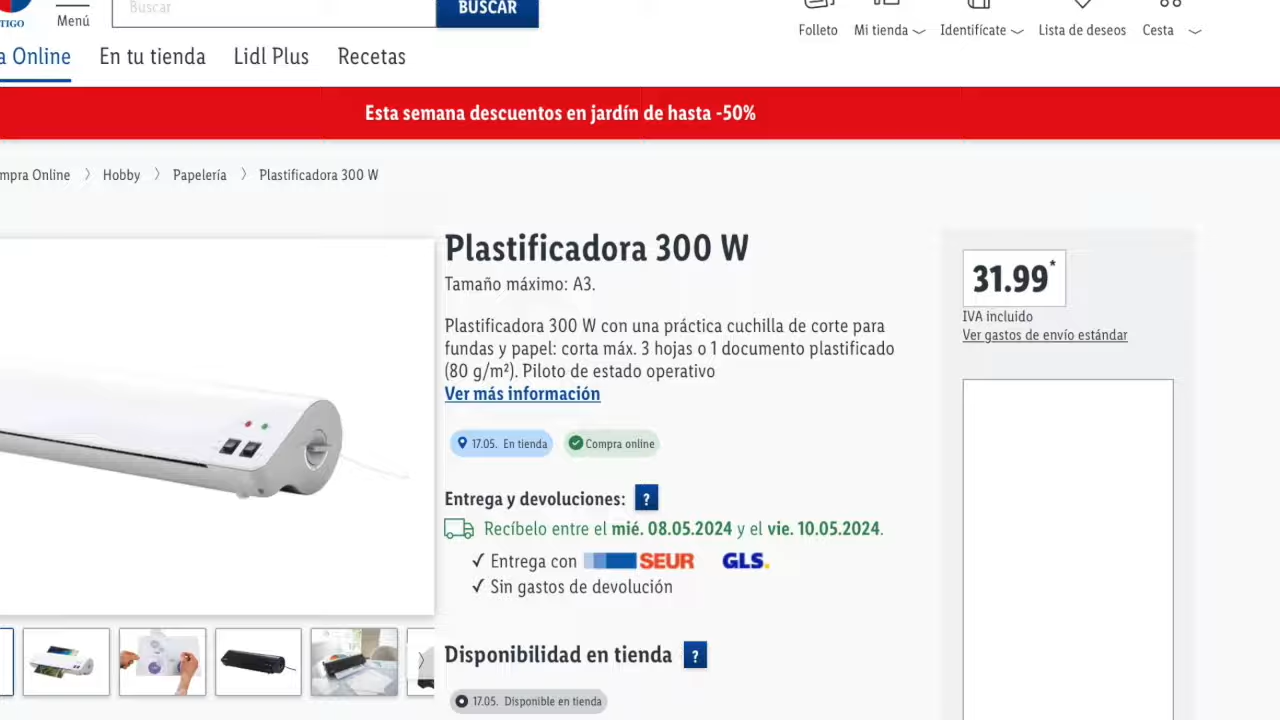 TIGO
Menú
Buscar
BUSCAR
Folleto
Mi tienda
Identifícate
Lista de deseos
Cesta
a Online
En tu tienda
Lidl Plus
Recetas
Esta semana descuentos en jardín de hasta -50%
mpra Online
Hobby
Papelería
Plastificadora 300 W
Plastificadora 300 W
Tamaño máximo: A3.
Plastificadora 300 W con una práctica cuchilla de corte para
fundas y papel: corta máx. 3 hojas o 1 documento plastificado
(80 g/m²). Piloto de estado operativo
Ver más información
17.05. En tienda
Compra online
Entrega y devoluciones: ?
Recíbelo entre el mié. 08.05.2024 y el vie. 10.05.2024.
✓ Entrega con SEUR GLS.
✓ Sin gastos de devolución
Disponibilidad en tienda ?
17.05. Disponible en tienda
31.99*
IVA incluido
Ver gastos de envío estándar